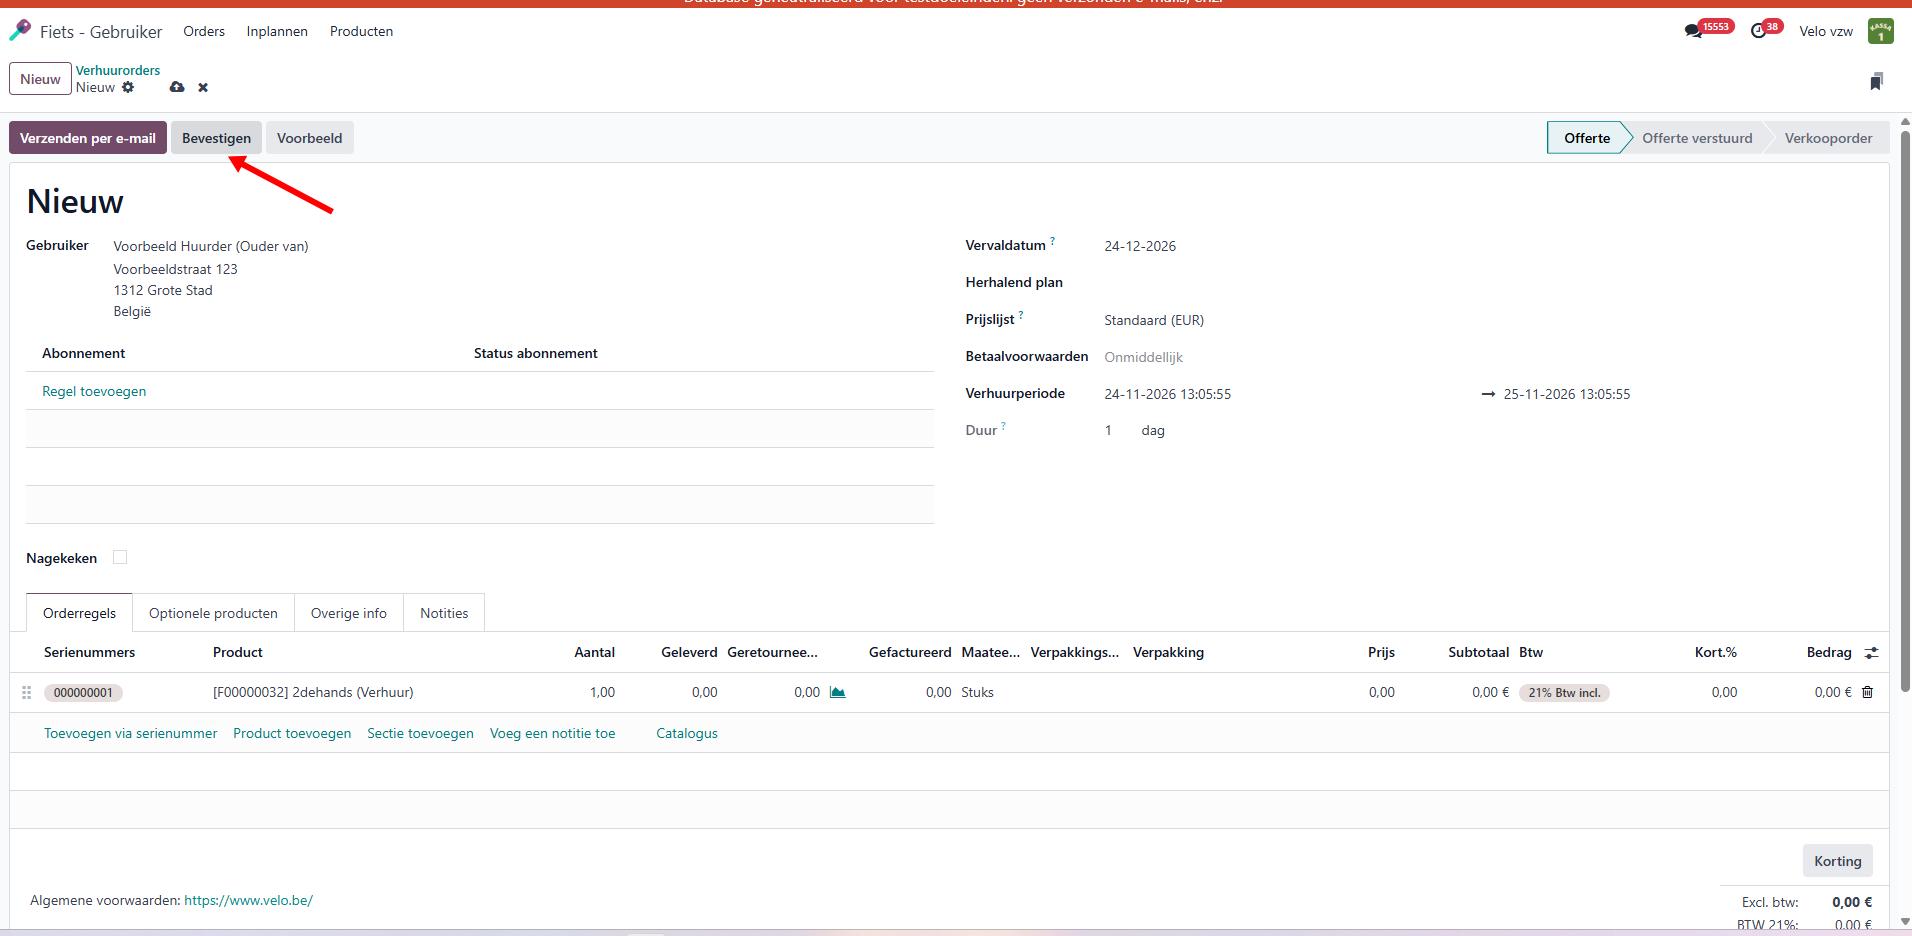 Fiets - Gebruiker Orders Inplannen Producten 15553 38 Velo vzw KASSA 1
Nieuw Verhuurorders
Nieuw
Verzenden per e-mail Bevestigen Voorbeeld Offerte Offerte verstuurd Verkooporder
Nieuw
Gebruiker Voorbeeld Huurder (Ouder van) Vervaldatum ? 24-12-2026
Voorbeeldstraat 123
1312 Grote Stad Herhalend plan
België
Prijslijst ? Standaard (EUR)
Abonnement Status abonnement Betaalvoorwaarden Onmiddellijk
Regel toevoegen Verhuurperiode 24-11-2026 13:05:55 → 25-11-2026 13:05:55
Duur ? 1 dag
Nagekeken
Orderregels Optionele producten Overige info Notities
Serienummers Product Aantal Geleverd Geretournee... Gefactureerd Maatee... Verpakkings... Verpakking Prijs Subtotaal Btw Kort.% Bedrag
000000001 [F00000032] 2dehands (Verhuur) 1,00 0,00 0,00 0,00 Stuks 0,00 0,00 € 21% Btw incl. 0,00 0,00 €
Toevoegen via serienummer Product toevoegen Sectie toevoegen Voeg een notitie toe Catalogus
Korting
Algemene voorwaarden: https://www.velo.be/ Excl. btw: 0,00 €
BTW 21%: 0,00 €